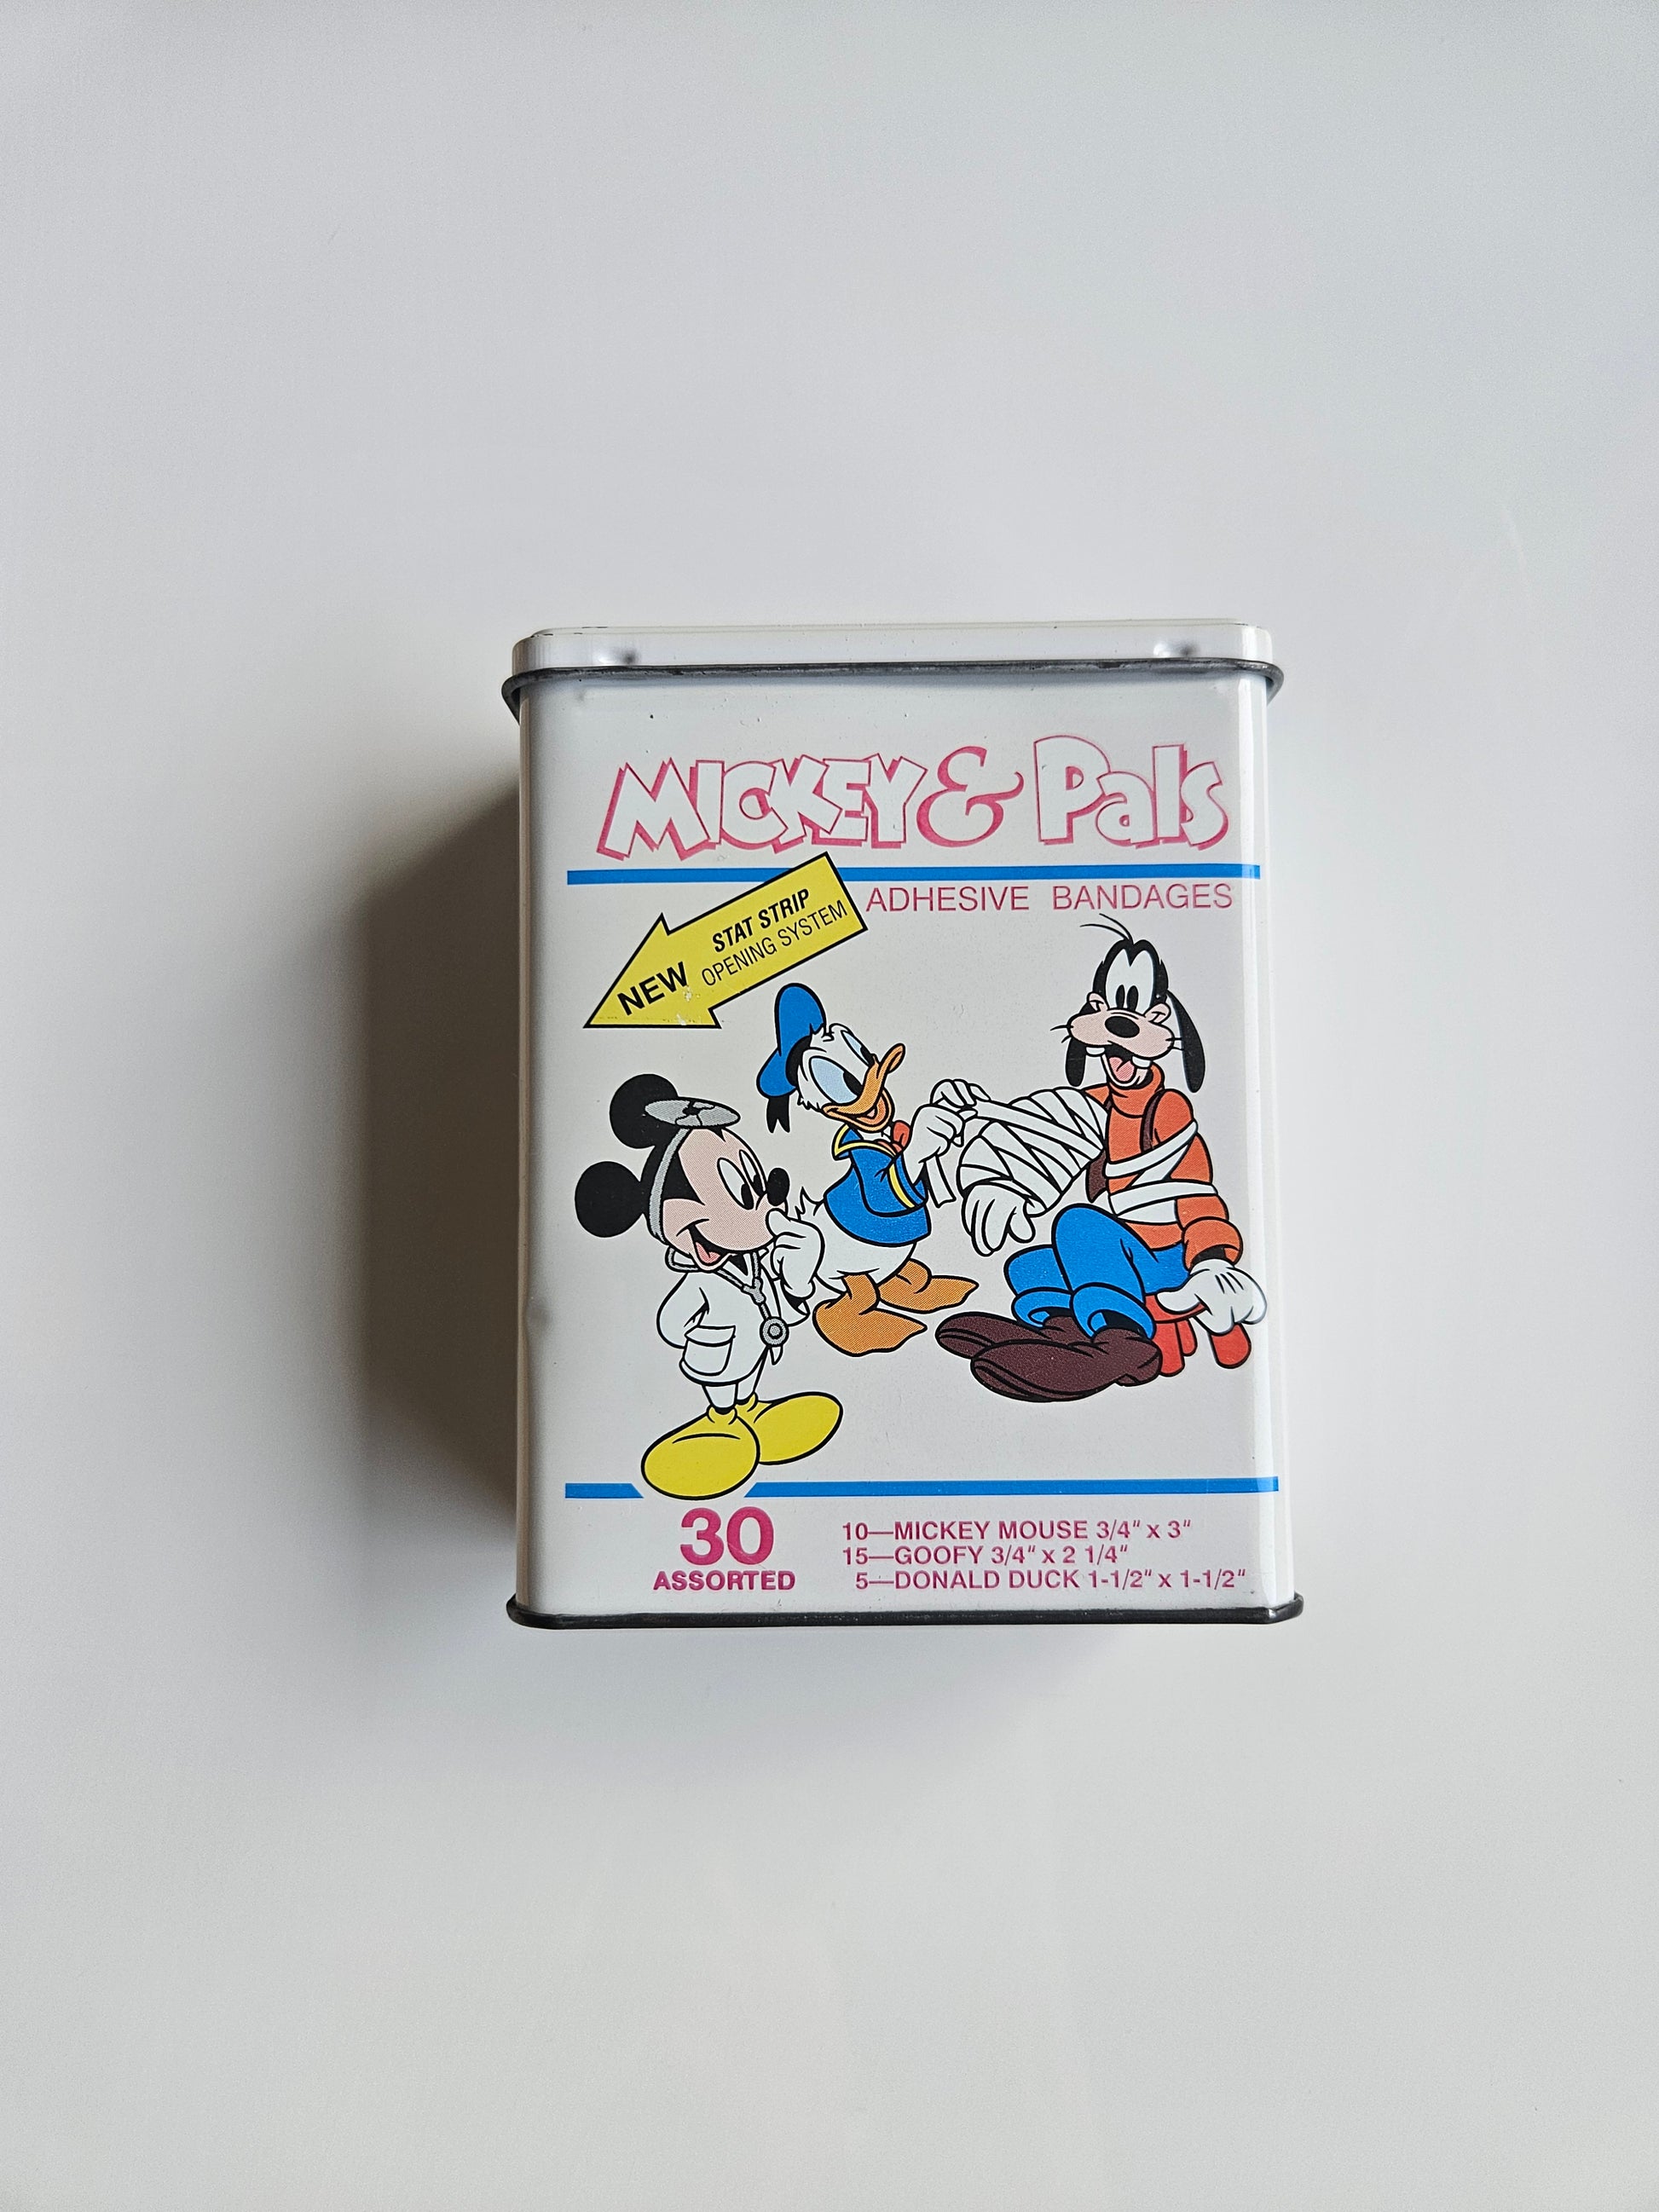 MICKEY & Pals
ADHESIVE BANDAGES
NEW STAT STRIP
OPENING SYSTEM
30
ASSORTED
10—MICKEY MOUSE 3/4" x 3"
15—GOOFY 3/4" x 2 1/4"
5—DONALD DUCK 1-1/2" x 1-1/2"